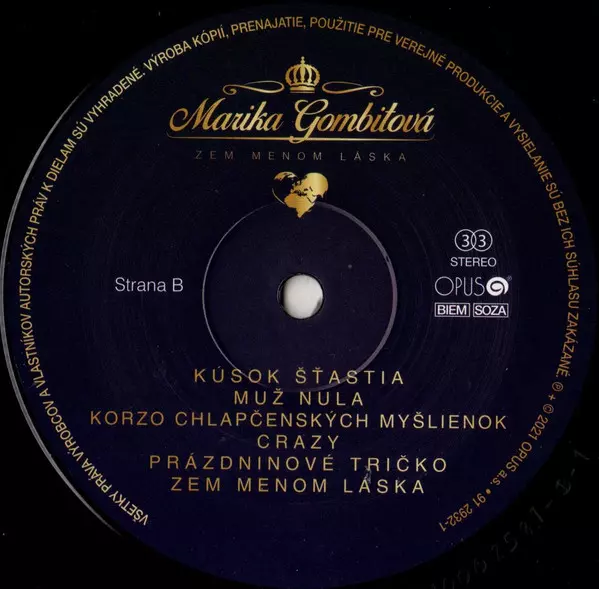 VŠETKY PRÁVA VÝROBCOV A VLASTNÍKOV AUTORSKÝCH PRÁV K DIELAM SÚ VYHRADENÉ. VÝROBA KÓPIÍ, PRENAJATIE, POUŽITIE PRE VEREJNÉ PRODUKCIE A VYSIELANIE SÚ BEZ ICH SÚHLASU ZAKÁZANÉ ℗ + © 2021 OPUS a.s. • 91 2932-1
Marika Gombitová
ZEM MENOM LÁSKA
Strana B
33
STEREO
OPUS
BIEM SOZA
KÚSOK ŠŤASTIA
MUŽ NULA
KORZO CHLAPČENSKÝCH MYŠLIENOK
CRAZY
PRÁZDNINOVÉ TRIČKO
ZEM MENOM LÁSKA